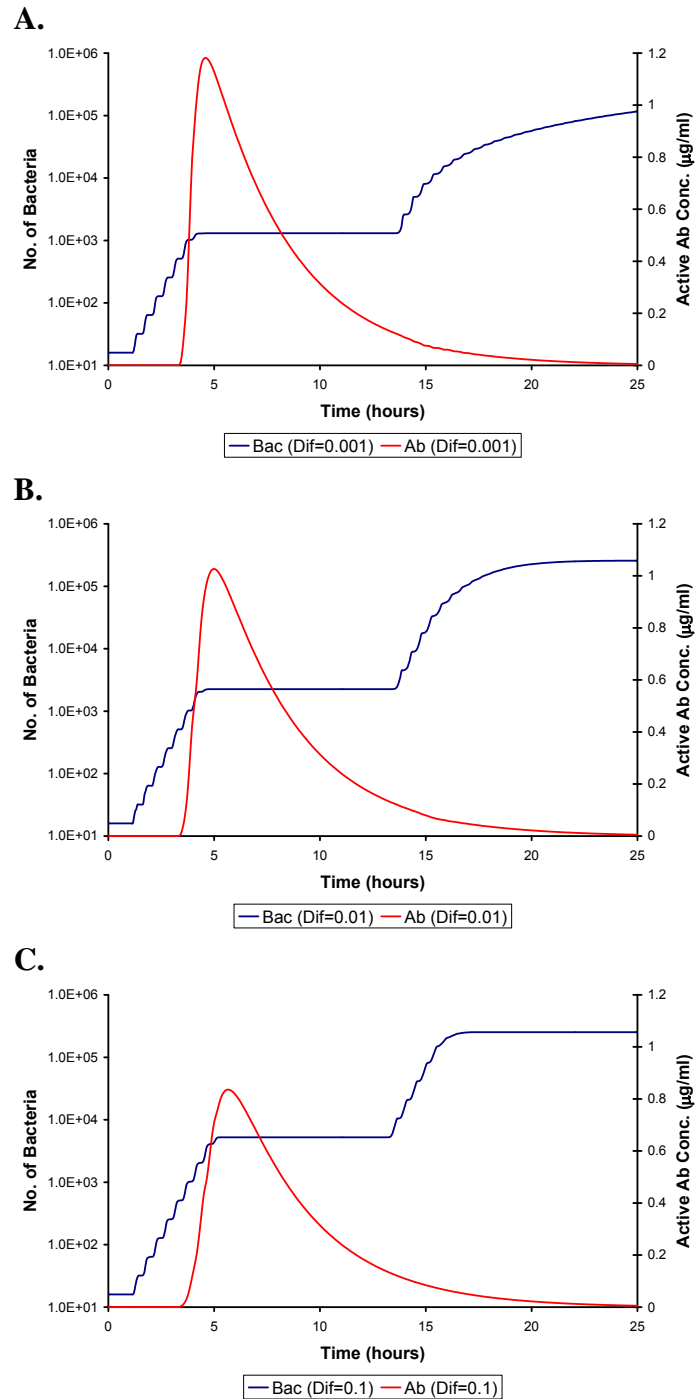 A.
1.0E+06
1.0E+05
1.0E+04
1.0E+03
1.0E+02
1.0E+01
No. of Bacteria
1.2
1
0.8
0.6
0.4
0.2
0
Active Ab Conc. (µg/ml)
0 5 10 15 20 25
Time (hours)
Bac (Dif=0.001) Ab (Dif=0.001)
B.
1.0E+06
1.0E+05
1.0E+04
1.0E+03
1.0E+02
1.0E+01
No. of Bacteria
1.2
1
0.8
0.6
0.4
0.2
0
Active Ab Conc. (µg/ml)
0 5 10 15 20 25
Time (hours)
Bac (Dif=0.01) Ab (Dif=0.01)
C.
1.0E+06
1.0E+05
1.0E+04
1.0E+03
1.0E+02
1.0E+01
No. of Bacteria
1.2
1
0.8
0.6
0.4
0.2
0
Active Ab Conc. (µg/ml)
0 5 10 15 20 25
Time (hours)
Bac (Dif=0.1) Ab (Dif=0.1)